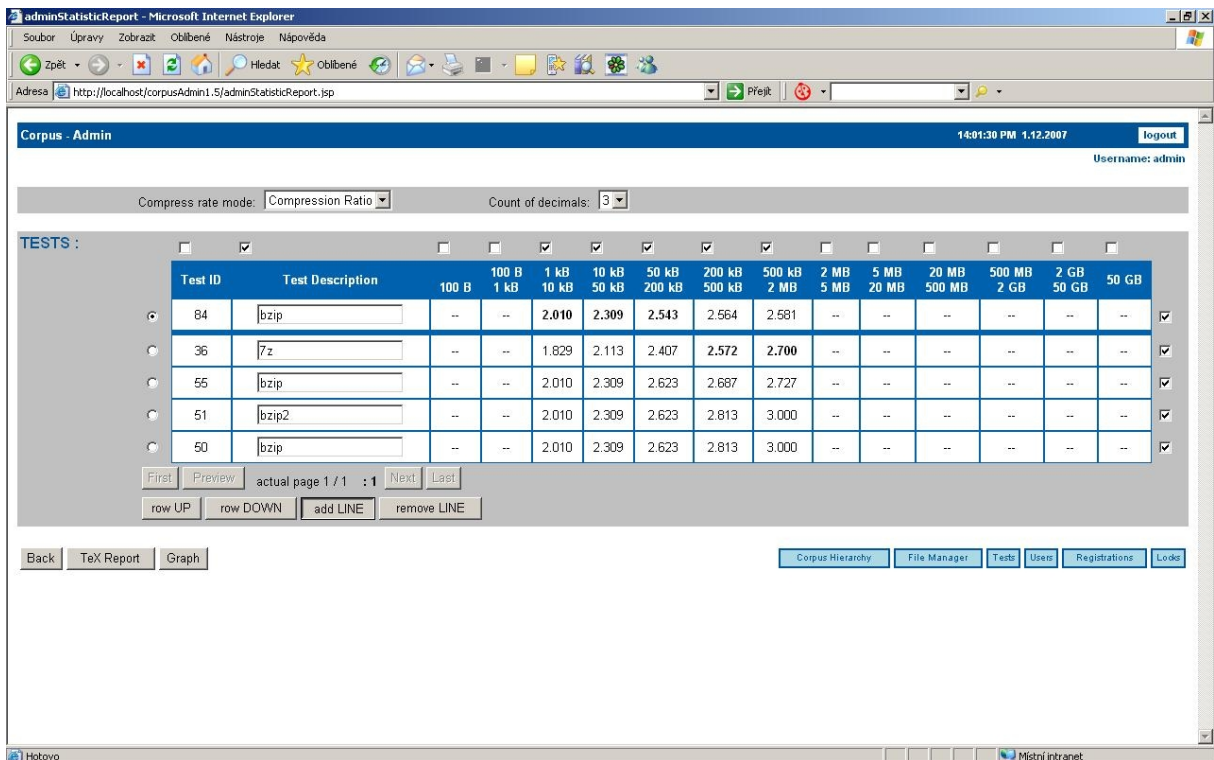 adminStatisticReport - Microsoft Internet Explorer
Soubor Úpravy Zobrazit Oblíbené Nástroje Nápověda
Zpět Hledat Oblíbené
Adresa http://localhost/corpusAdmin1.5/adminStatisticReport.jsp Přejít
Corpus - Admin 14:01:30 PM 1.12.2007 logout
Username: admin
Compress rate mode: Compression Ratio Count of decimals: 3
TESTS :
Test ID Test Description 100 B 100 B 1 kB 1 kB 10 kB 10 kB 50 kB 50 kB 200 kB 200 kB 500 kB 500 kB 2 MB 2 MB 5 MB 5 MB 20 MB 20 MB 500 MB 500 MB 2 GB 2 GB 50 GB 50 GB
84 bzip -- -- 2.010 2.309 2.543 2.564 2.581 -- -- -- -- -- --
36 7z -- -- 1.829 2.113 2.407 2.572 2.700 -- -- -- -- -- --
55 bzip -- -- 2.010 2.309 2.623 2.687 2.727 -- -- -- -- -- --
51 bzip2 -- -- 2.010 2.309 2.623 2.813 3.000 -- -- -- -- -- --
50 bzip -- -- 2.010 2.309 2.623 2.813 3.000 -- -- -- -- -- --
First Preview actual page 1 / 1 : 1 Next Last
row UP row DOWN add LINE remove LINE
Back TeX Report Graph Corpus Hierarchy File Manager Tests Users Registrations Locks
Hotovo Místní intranet